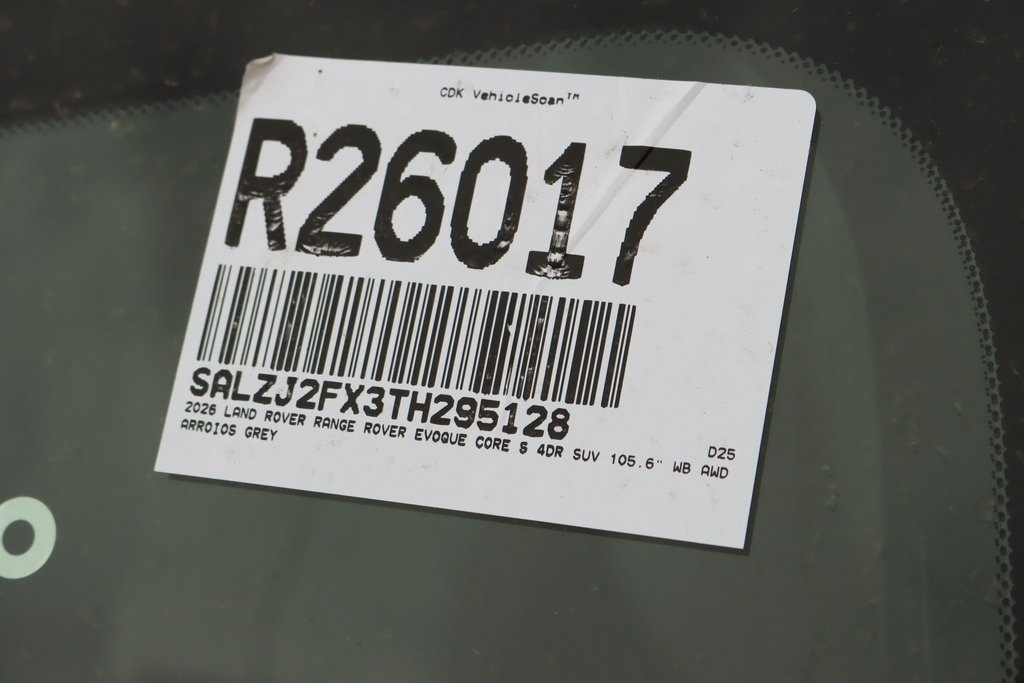 CDK VehicleScan™
R26017
SALZJ2FX3TH295128
2026 LAND ROVER RANGE ROVER EVOQUE CORE S 4DR SUV 105.6" WB AWD
ARROIOS GREY
D25